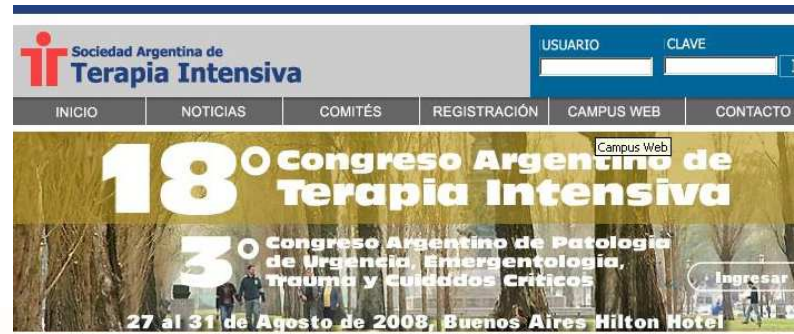 Sociedad Argentina de
Terapia Intensiva
USUARIO
CLAVE
INICIO
NOTICIAS
COMITÉS
REGISTRACIÓN
CAMPUS WEB
CONTACTO
Campus Web
18º Congreso Argentino de
Terapia Intensiva
3º Congreso Argentino de Patología
de Urgencia, Emergentología,
Trauma y Cuidados Críticos
Ingresar
27 al 31 de Agosto de 2008, Buenos Aires Hilton Hotel